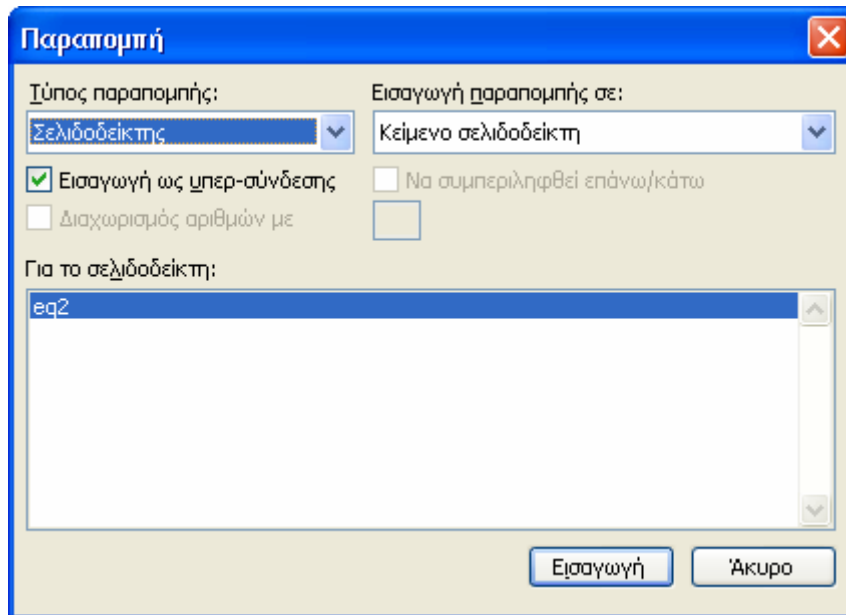 Παραπομπή
Τύπος παραπομπής: Εισαγωγή παραπομπής σε:
Σελιδοδείκτης Κείμενο σελιδοδείκτη
Εισαγωγή ως υπερ-σύνδεσης Να συμπεριληφθεί επάνω/κάτω
Διαχωρισμός αριθμών με
Για το σελιδοδείκτη:
eq2
Εισαγωγή Άκυρο